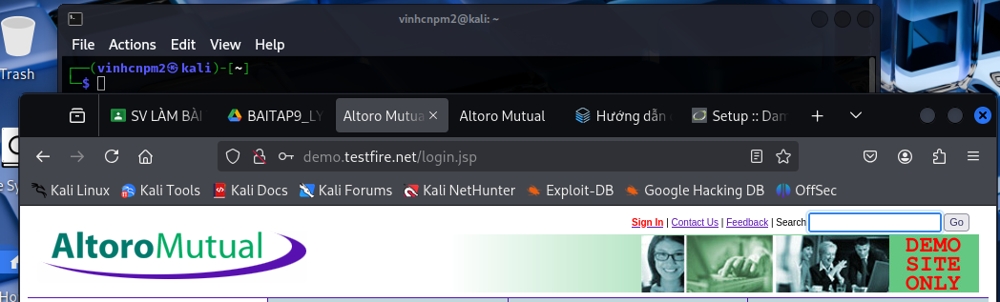 vinhcnpm2@kali: ~
File Actions Edit View Help
Trash
(vinhcnpm2㉿kali)-[~]
$
SV LÀM BÀI
BAITAP9_LY
Altoro Mutua
Altoro Mutual
Hướng dẫn
Setup :: Dam
demo.testfire.net/login.jsp
Kali Linux Kali Tools Kali Docs Kali Forums Kali NetHunter Exploit-DB Google Hacking DB OffSec
Sign In | Contact Us | Feedback | Search Go
AltoroMutual
DEMO
SITE
ONLY